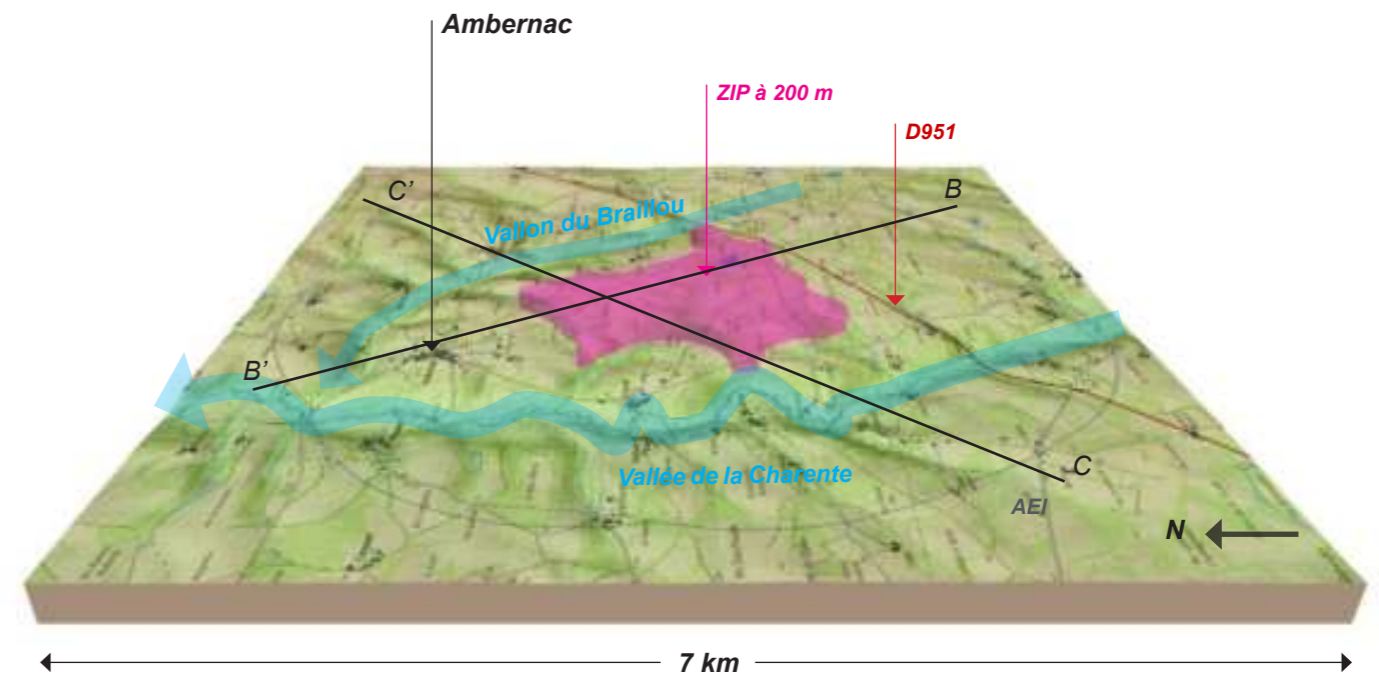 Ambernac
ZIP à 200 m
D951
C'
B
Vallon du Braillou
B'
Vallée de la Charente
C
AEI
N
7 km